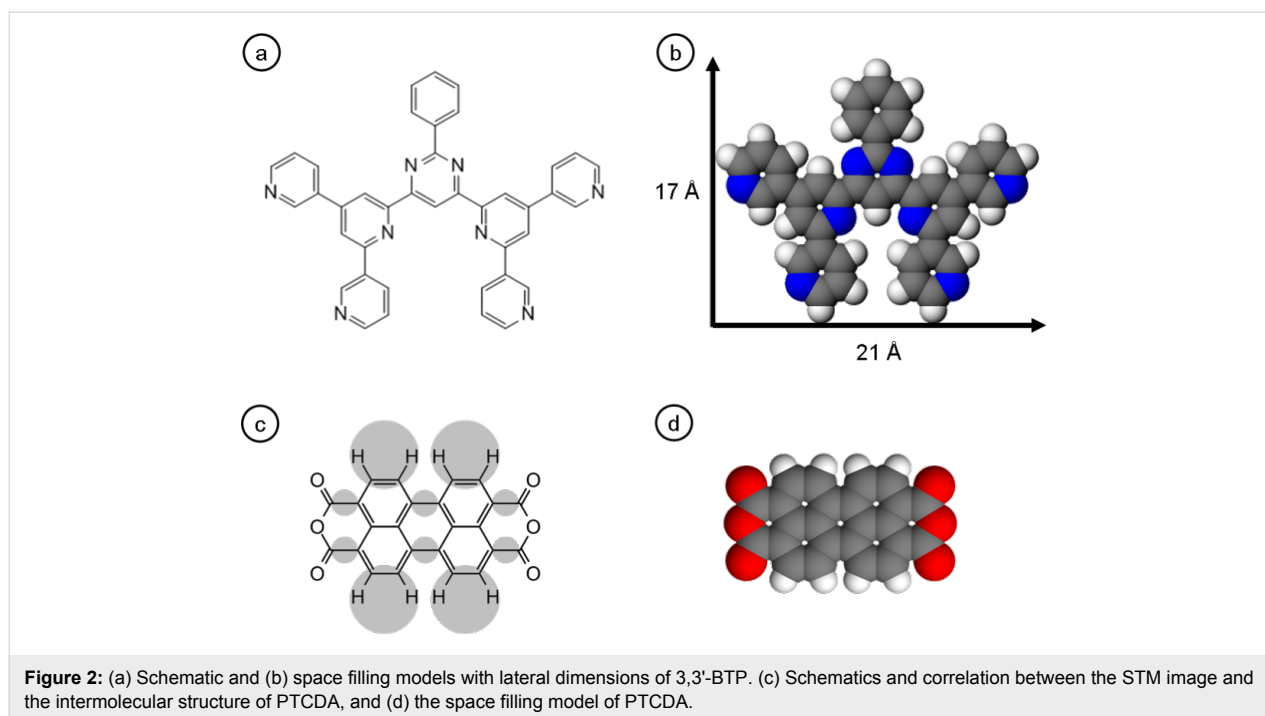 a
b
N
N
N
N
N
N
N
N
17 Å
21 Å
c
d
H
H
H
H
O
O
O
O
O
O
H
H
H
H
Figure 2: (a) Schematic and (b) space filling models with lateral dimensions of 3,3'-BTP. (c) Schematics and correlation between the STM image and
the intermolecular structure of PTCDA, and (d) the space filling model of PTCDA.